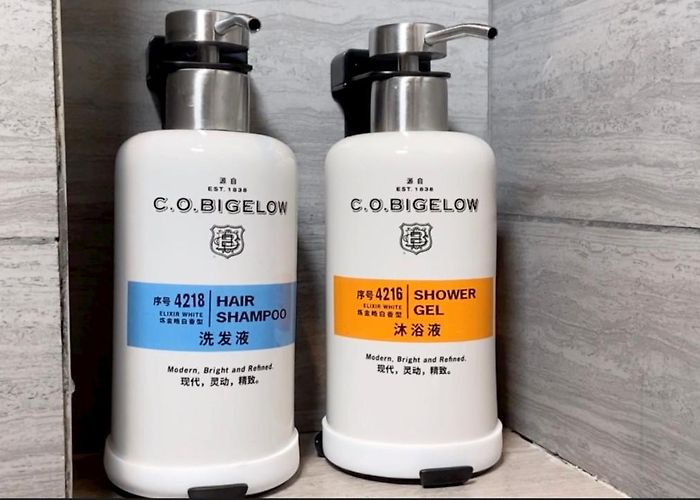 源自
EST. 1838
C.O.BIGELOW
序号 4218
ELIXIR WHITE
炼金皓白香型
HAIR
SHAMPOO
洗发液
Modern, Bright and Refined.
现代，灵动，精致。
源自
EST. 1838
C.O.BIGELOW
序号 4216
ELIXIR WHITE
炼金皓白香型
SHOWER
GEL
沐浴液
Modern, Bright and Refined.
现代，灵动，精致。